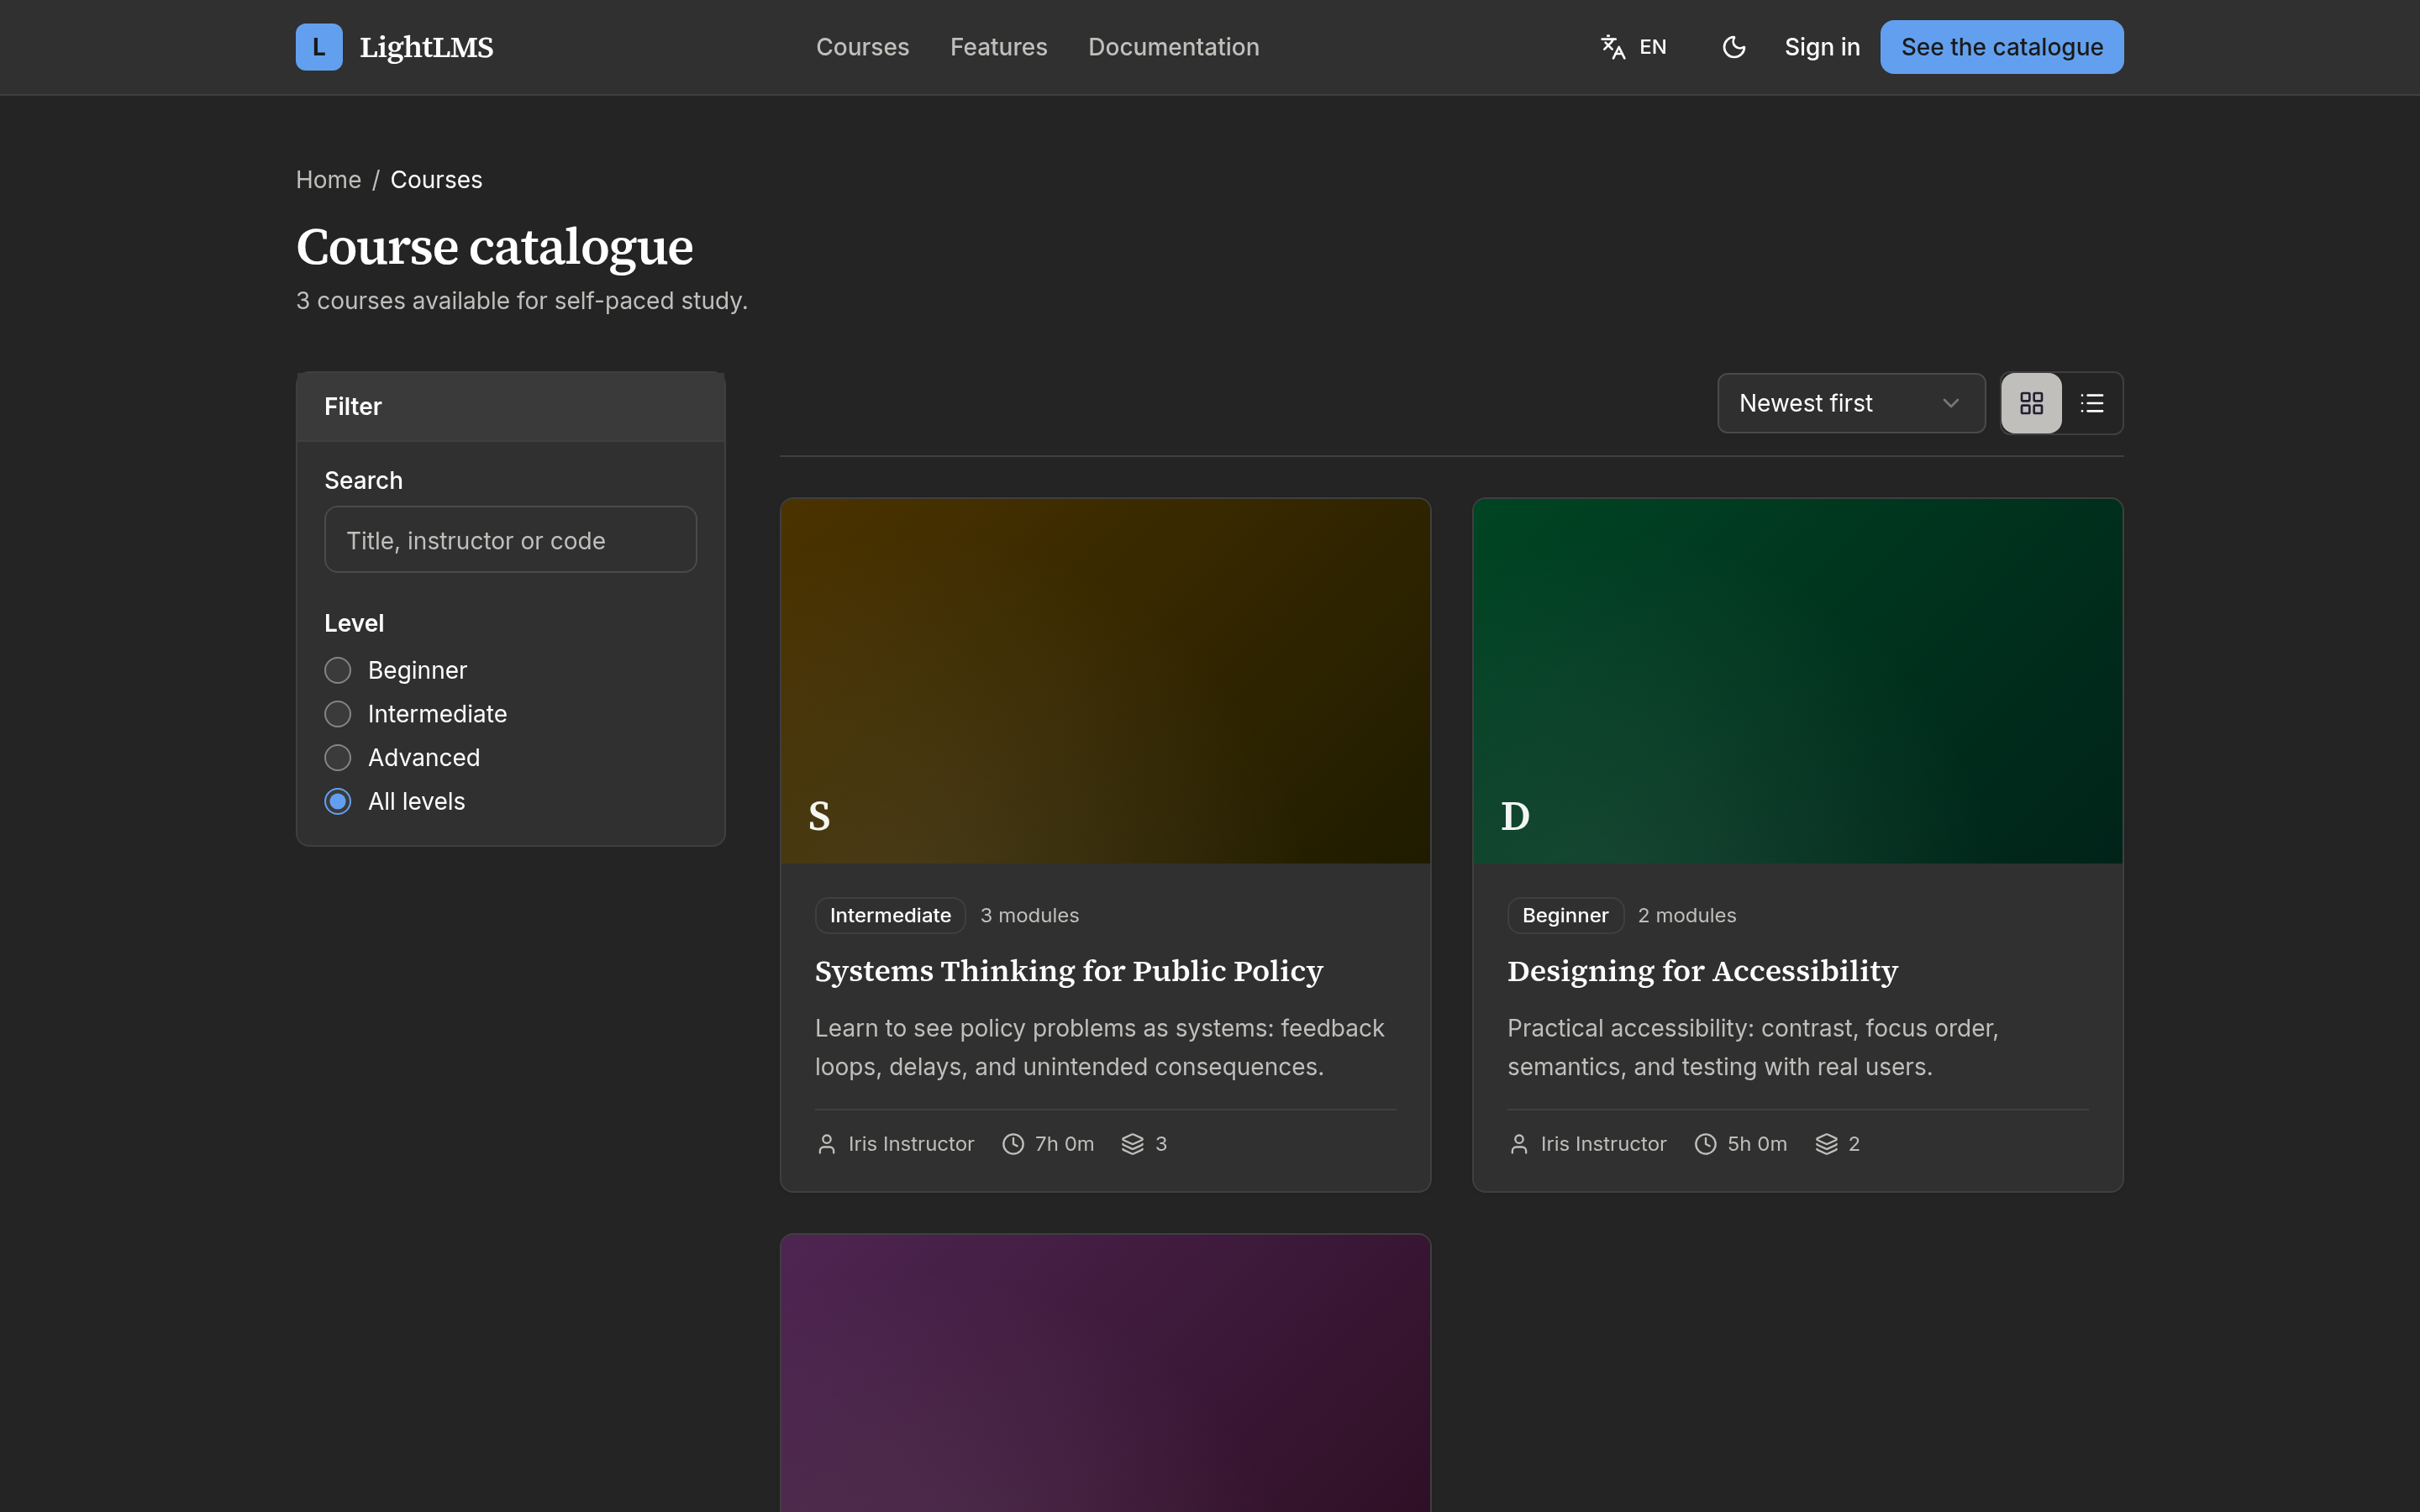 L LightLMS Courses Features Documentation EN Sign in See the catalogue
Home / Courses
Course catalogue
3 courses available for self-paced study.
Filter
Search
Title, instructor or code
Level
Beginner
Intermediate
Advanced
All levels
Newest first
S
Intermediate 3 modules
Systems Thinking for Public Policy
Learn to see policy problems as systems: feedback
loops, delays, and unintended consequences.
Iris Instructor 7h 0m 3
D
Beginner 2 modules
Designing for Accessibility
Practical accessibility: contrast, focus order,
semantics, and testing with real users.
Iris Instructor 5h 0m 2